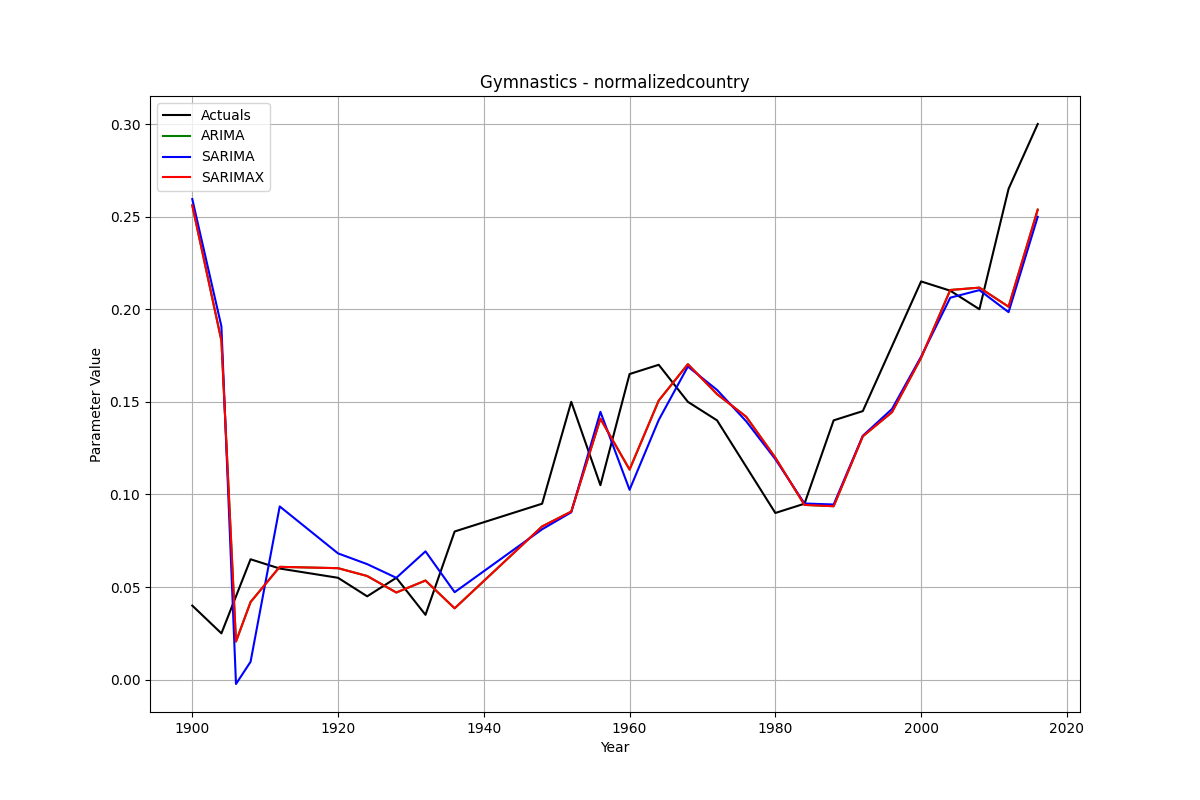 Gymnastics - normalizedcountry
Actuals
ARIMA
SARIMA
SARIMAX
0.30
0.25
0.20
0.15
0.10
0.05
0.00
Parameter Value
1900 1920 1940 1960 1980 2000 2020
Year